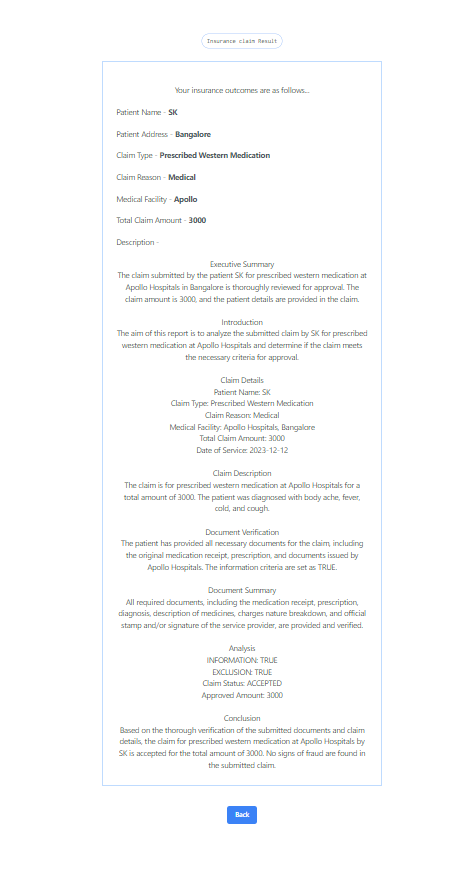 Insurance claim Result
Your insurance outcomes are as follows...
Patient Name - SK
Patient Address - Bangalore
Claim Type - Prescribed Western Medication
Claim Reason - Medical
Medical Facility - Apollo
Total Claim Amount - 3000
Description -
Executive Summary
The claim submitted by the patient SK for prescribed western medication at
Apollo Hospitals in Bangalore is thoroughly reviewed for approval. The
claim amount is 3000, and the patient details are provided in the claim.
Introduction
The aim of this report is to analyze the submitted claim by SK for prescribed
western medication at Apollo Hospitals and determine if the claim meets
the necessary criteria for approval.
Claim Details
Patient Name: SK
Claim Type: Prescribed Western Medication
Claim Reason: Medical
Medical Facility: Apollo Hospitals, Bangalore
Total Claim Amount: 3000
Date of Service: 2023-12-12
Claim Description
The claim is for prescribed western medication at Apollo Hospitals for a
total amount of 3000. The patient was diagnosed with body ache, fever,
cold, and cough.
Document Verification
The patient has provided all necessary documents for the claim, including
the original medication receipt, prescription, and documents issued by
Apollo Hospitals. The information criteria are set as TRUE.
Document Summary
All required documents, including the medication receipt, prescription,
diagnosis, description of medicines, charges nature breakdown, and official
stamp and/or signature of the service provider, are provided and verified.
Analysis
INFORMATION: TRUE
EXCLUSION: TRUE
Claim Status: ACCEPTED
Approved Amount: 3000
Conclusion
Based on the thorough verification of the submitted documents and claim
details, the claim for prescribed western medication at Apollo Hospitals by
SK is accepted for the total amount of 3000. No signs of fraud are found in
the submitted claim.
Back